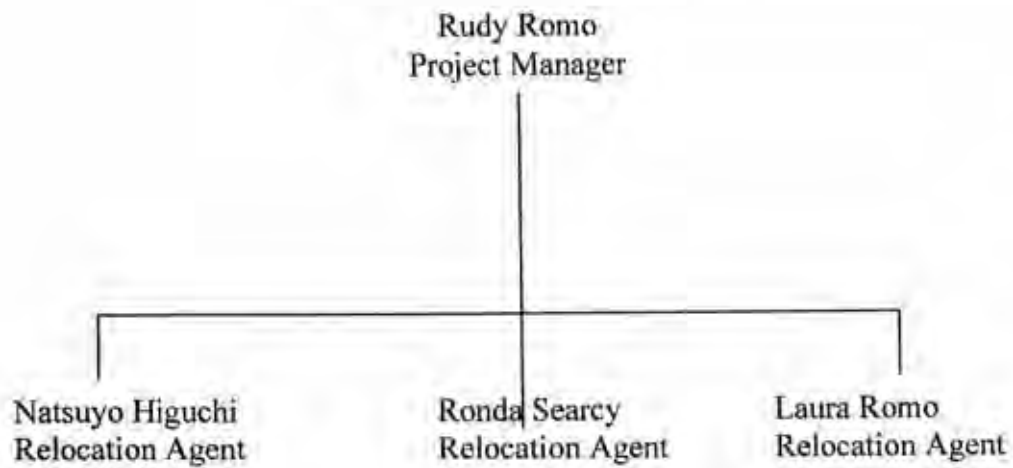 Rudy Romo
Project Manager
Natsuyo Higuchi
Relocation Agent
Ronda Searcy
Relocation Agent
Laura Romo
Relocation Agent